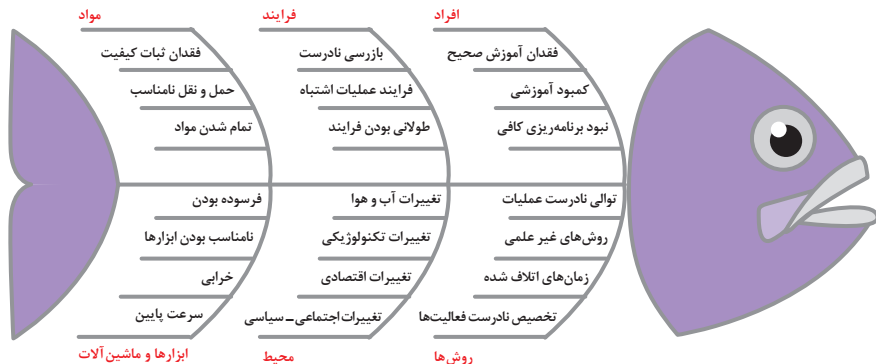 افراد
فقدان آموزش صحیح
کمبود آموزشی
نبود برنامه‌ریزی کافی
فرایند
بازرسی نادرست
فرایند عملیات اشتباه
طولانی بودن فرایند
مواد
فقدان ثبات کیفیت
حمل و نقل نامناسب
تمام شدن مواد
توالی نادرست عملیات
روش‌های غیر علمی
زمان‌های اتلاف شده
تخصیص نادرست فعالیت‌ها
روش‌ها
تغییرات آب و هوا
تغییرات تکنولوژیکی
تغییرات اقتصادی
تغییرات اجتماعی ـ سیاسی
محیط
فرسوده بودن
نامناسب بودن ابزارها
خرابی
سرعت پایین
ابزارها و ماشین آلات